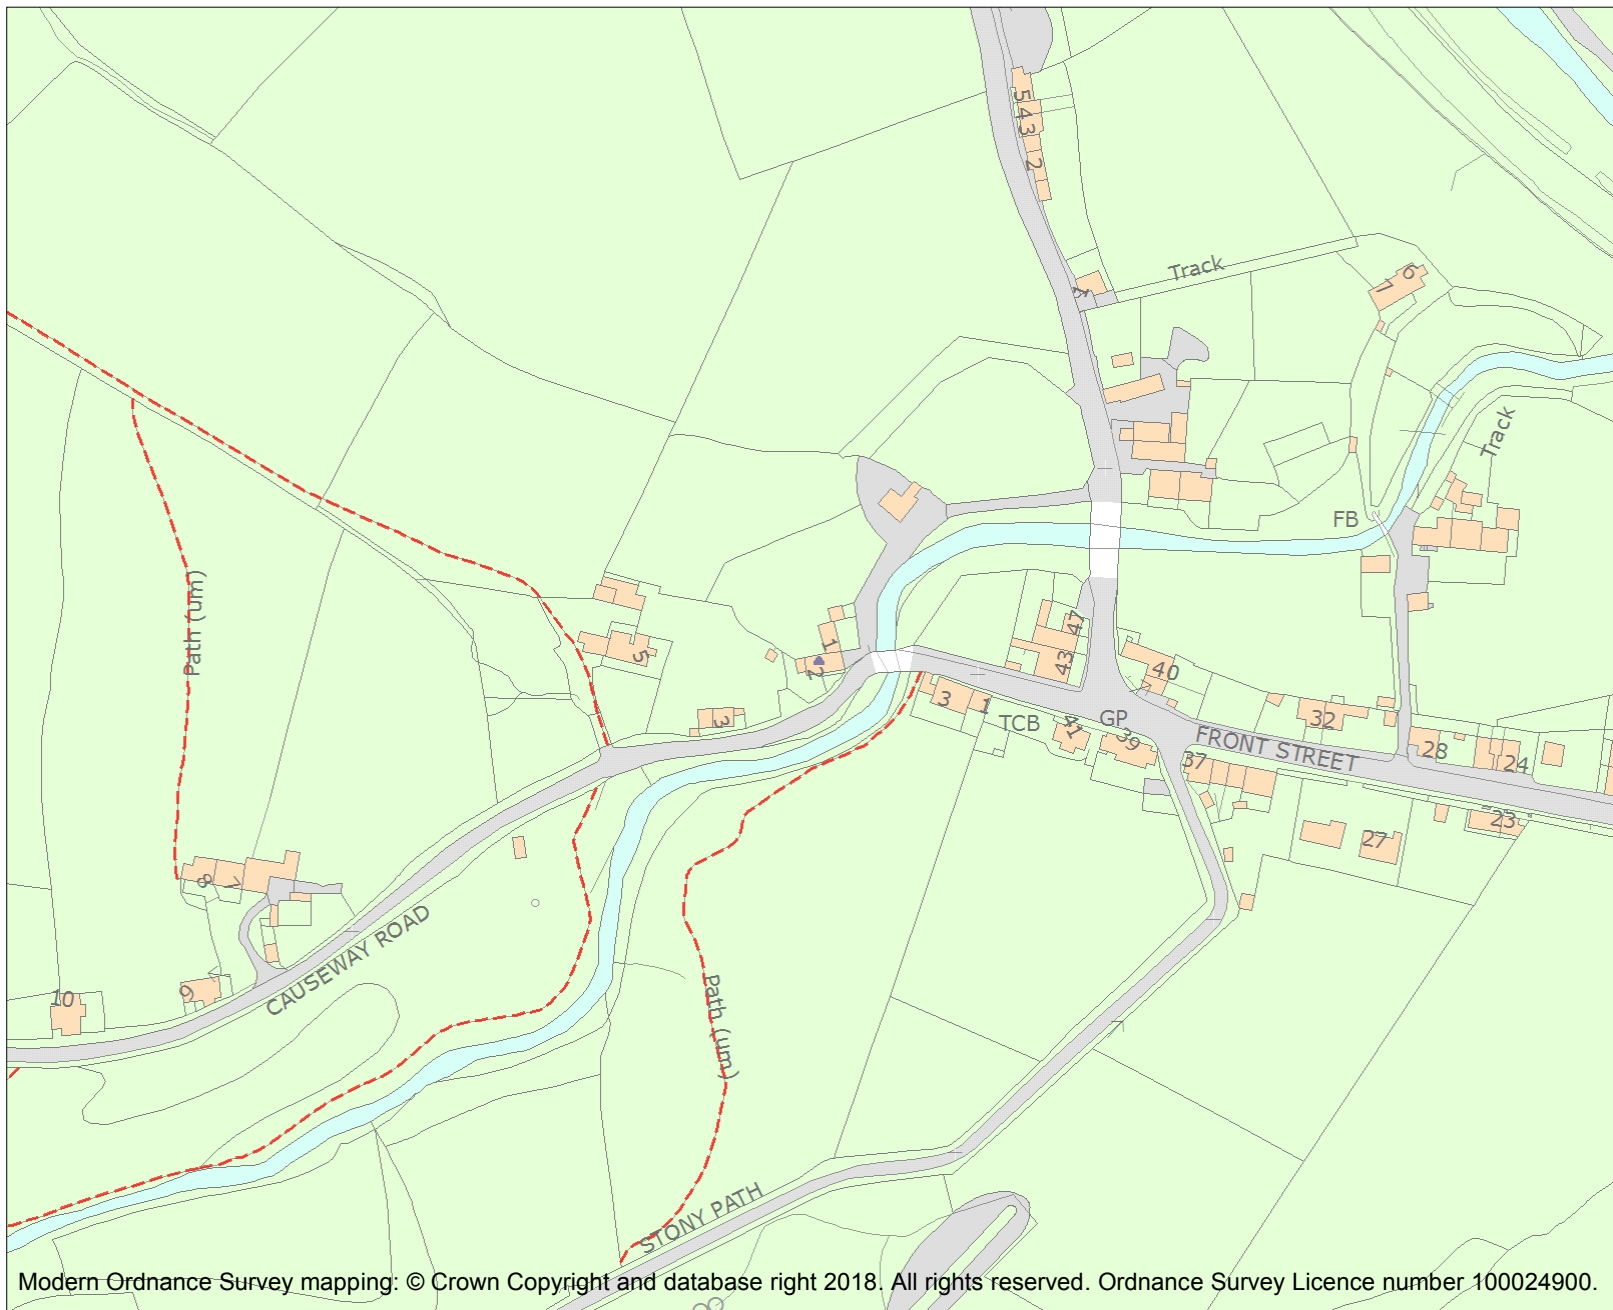 5
4
3
2
Track
6
7
1
Track
FB
Path (um)
47
1
5
43
40
2
3
1
3
TCB
41
GP
39
32
FRONT STREET
28
37
24
23
27
8
7
CAUSEWAY ROAD
9
10
Path (um)
STONY PATH
Modern Ordnance Survey mapping: © Crown Copyright and database right 2018. All rights reserved. Ordnance Survey Licence number 100024900.